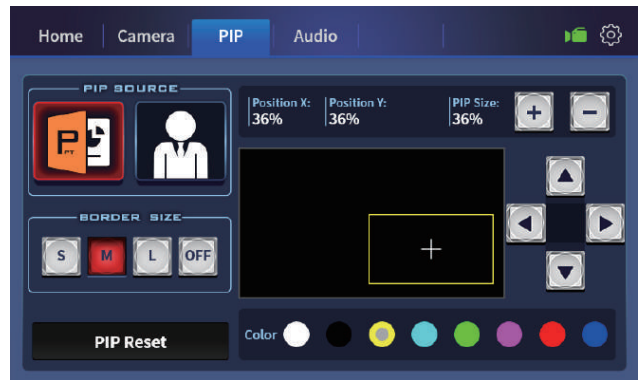 Home Camera PIP Audio
PIP SOURCE
P
PT
Position X: Position Y: PIP Size:
36% 36% 36%
+ −
BORDER SIZE
S M L OFF
PIP Reset
Color